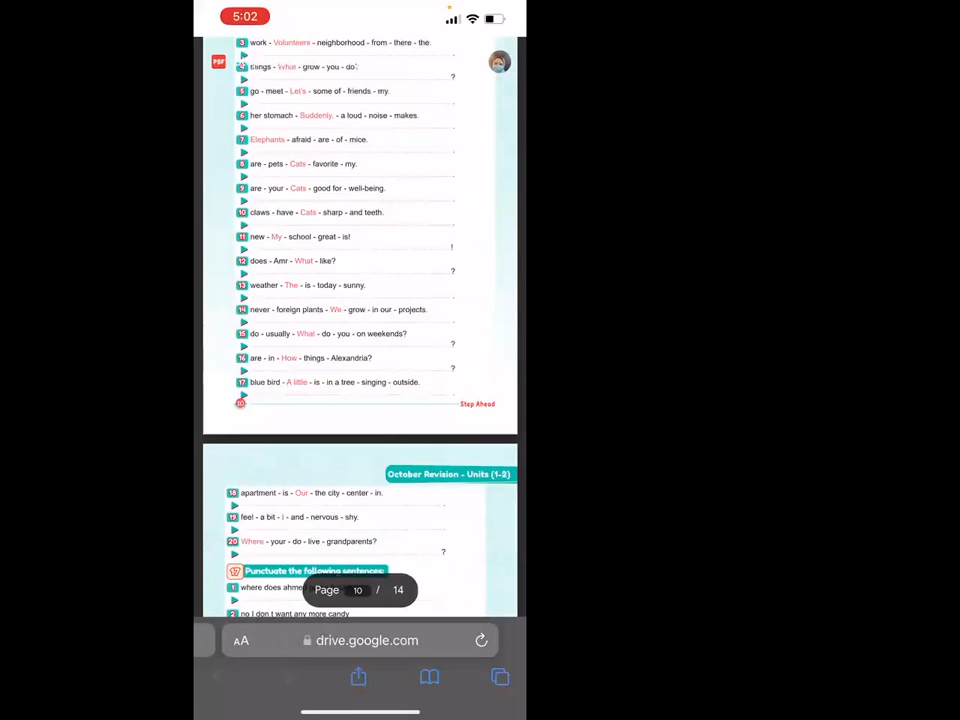 5:02
3 work - Volunteers - neighborhood - from - there - the.
PDF
4 things - What - grow - you - do?
?
5 go - meet - Let's - some of - friends - my.
6 her stomach - Suddenly, - a loud - noise - makes.
7 Elephants - afraid - are - of - mice.
8 are - pets - Cats - favorite - my.
9 are - your - Cats - good for - well-being.
10 claws - have - Cats - sharp - and teeth.
11 new - My - school - great - is!
!
12 does - Amr - What - like?
?
13 weather - The - is - today - sunny.
14 never - foreign plants - We - grow - in our - projects.
15 do - usually - What - do - you - on weekends?
?
16 are - in - How - things - Alexandria?
?
17 blue bird - A little - is - in a tree - singing - outside.
Step Ahead
October Revision - Units (1-2)
18 apartment - is - Our - the city - center - in.
19 feel - a bit - i - and - nervous - shy.
20 Where - your - do - live - grandparents?
?
17 Punctuate the following sentences:
1 where does ahmed
Page 10 / 14
2 no I don t want any more candy
AA drive.google.com